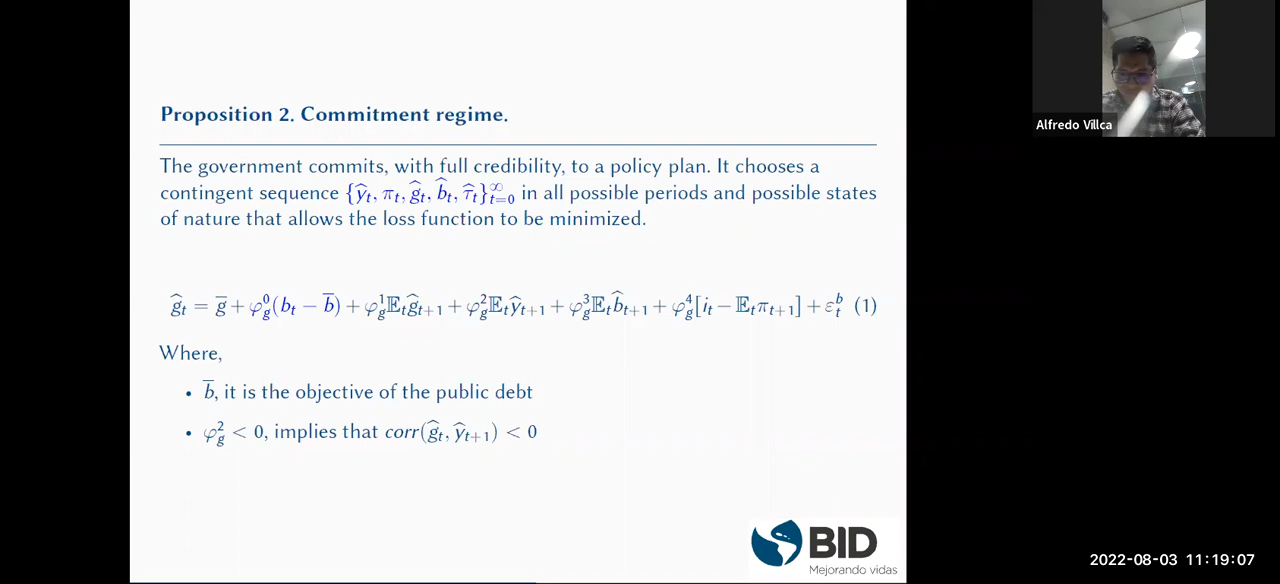 Proposition 2. Commitment regime.
The government commits, with full credibility, to a policy plan. It chooses a
contingent sequence {ŷ_t, π_t, ĝ_t, b̂_t, τ̂_t}_{t=0}^∞ in all possible periods and possible states
of nature that allows the loss function to be minimized.
ĝ_t = g̅ + φ_g^0(b_t − b̅) + φ_g^1 𝔼_t ĝ_{t+1} + φ_g^2 𝔼_t ŷ_{t+1} + φ_g^3 𝔼_t b̂_{t+1} + φ_g^4 [i_t − 𝔼_t π_{t+1}] + ε_t^b (1)
Where,
• b̅, it is the objective of the public debt
• φ_g^2 < 0, implies that corr(ĝ_t, ŷ_{t+1}) < 0
BID
Mejorando vidas
Alfredo Villca
2022-08-03 11:19:07